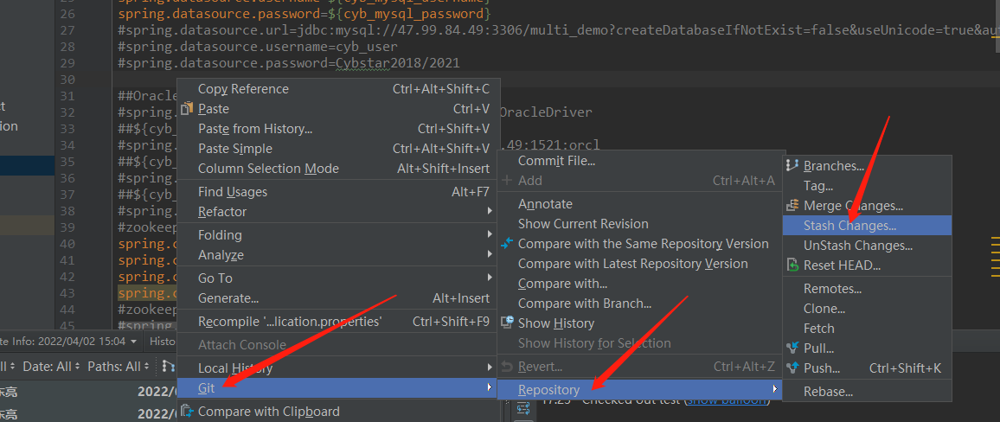 25 spring.datasource.username=${cyb_mysql_username}
26 spring.datasource.password=${cyb_mysql_password}
27 #spring.datasource.url=jdbc:mysql://47.99.84.49:3306/multi_demo?createDatabaseIfNotExist=false&useUnicode=true&au
28 #spring.datasource.username=cyb_user
29 #spring.datasource.password=Cybstar2018/2021
30
31 ##Oracle
32 #spring. OracleDriver
33 ##${cyb_
34 #spring. .49:1521:orcl
35 ##${cyb_
36 #spring.
37 ##${cyb_
38 #spring.
39 #zookeep
40 spring.c
41 spring.c
42 spring.c
43 spring.c
44 #zookeep
45 #spring.
ct
tion
Copy Reference Ctrl+Alt+Shift+C
Paste Ctrl+V
Paste from History... Ctrl+Shift+V
Paste Simple Ctrl+Alt+Shift+V
Column Selection Mode Alt+Shift+Insert
Find Usages Alt+F7
Refactor
Folding
Analyze
Go To
Generate... Alt+Insert
Recompile '...lication.properties' Ctrl+Shift+F9
Attach Console
Local History
Git
Compare with Clipboard
Commit File...
Add Ctrl+Alt+A
Annotate
Show Current Revision
Compare with the Same Repository Version
Compare with Latest Repository Version
Compare with...
Compare with Branch...
Show History
Show History for Selection
Revert... Ctrl+Alt+Z
Repository
Branches...
Tag...
Merge Changes...
Stash Changes...
UnStash Changes...
Reset HEAD...
Remotes...
Clone...
Fetch
Pull...
Push... Ctrl+Shift+K
Rebase...
te Info: 2022/04/02 15:04 Histo
ll Date: All Paths: All
东亮 2022/
东亮 2022/
17:25 Checked out test (show balloon)